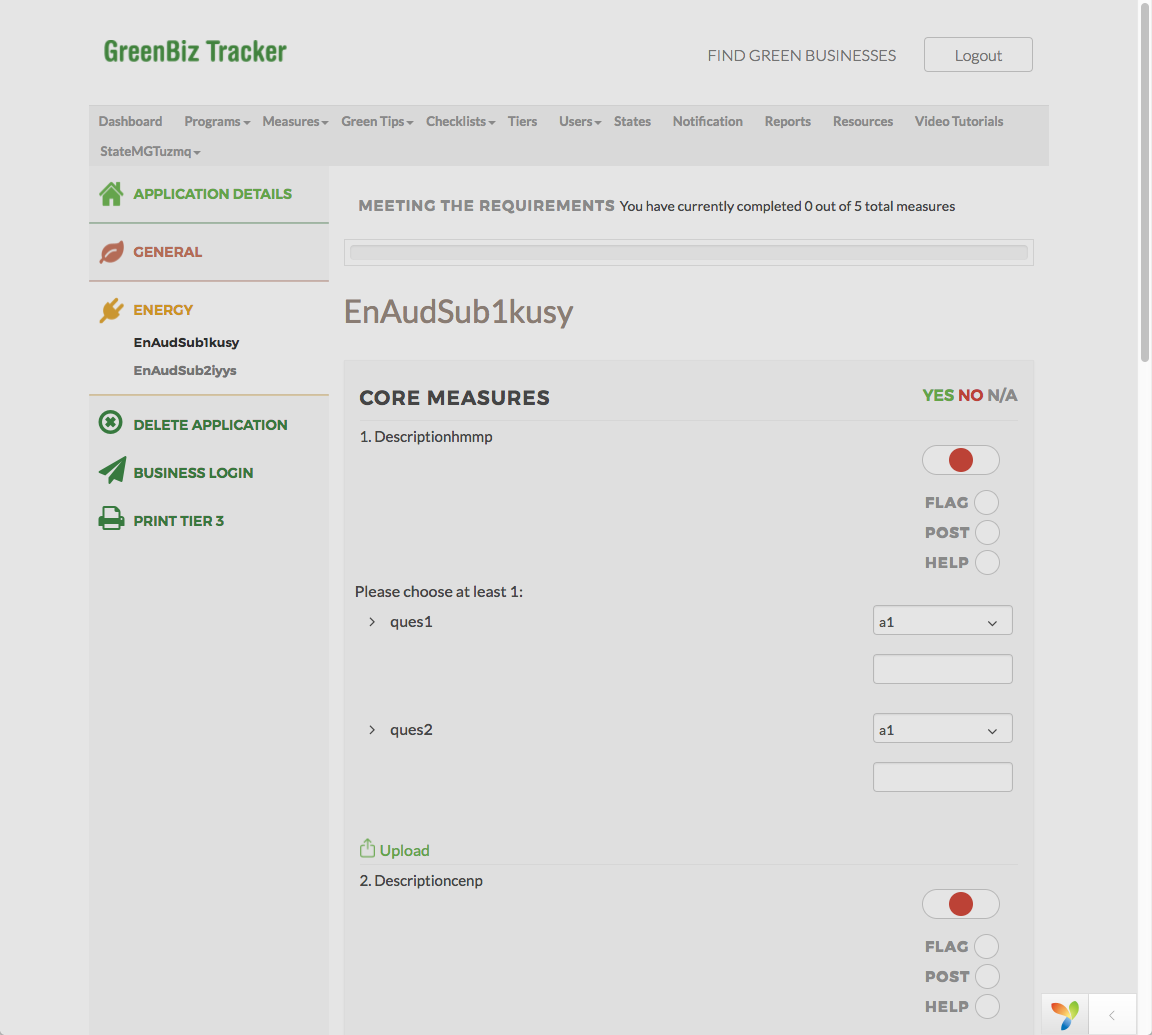 GreenBiz Tracker
FIND GREEN BUSINESSES Logout
Dashboard Programs Measures Green Tips Checklists Tiers Users States Notification Reports Resources Video Tutorials
StateMGTuzmq
APPLICATION DETAILS
GENERAL
ENERGY
EnAudSub1kusy
EnAudSub2iyys
DELETE APPLICATION
BUSINESS LOGIN
PRINT TIER 3
MEETING THE REQUIREMENTS You have currently completed 0 out of 5 total measures
EnAudSub1kusy
CORE MEASURES YES NO N/A
1. Descriptionhmmp
FLAG
POST
HELP
Please choose at least 1:
ques1 a1
ques2 a1
Upload
2. Descriptioncenp
FLAG
POST
HELP